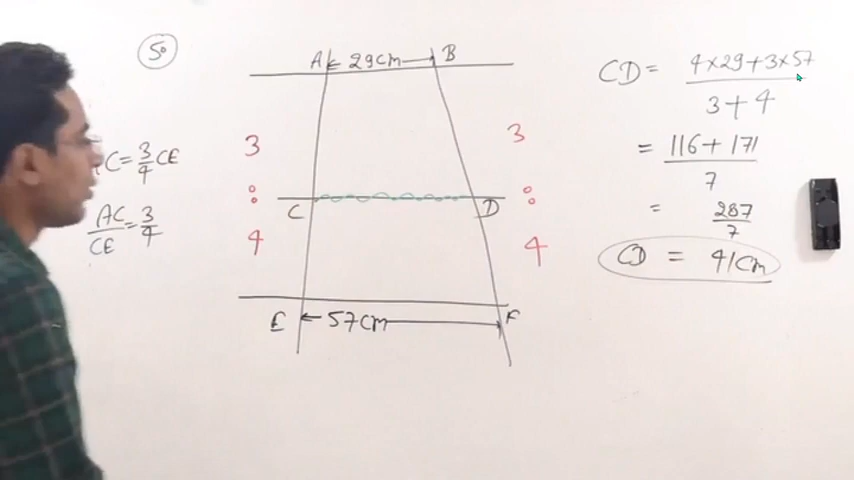 50
A 29cm B
AC = 3/4 CE
AC/CE = 3/4
3 : 4
C D
3 : 4
E 57cm F
CD = 4×29+3×57
3+4
= 116+171
7
= 287
7
CD = 41cm